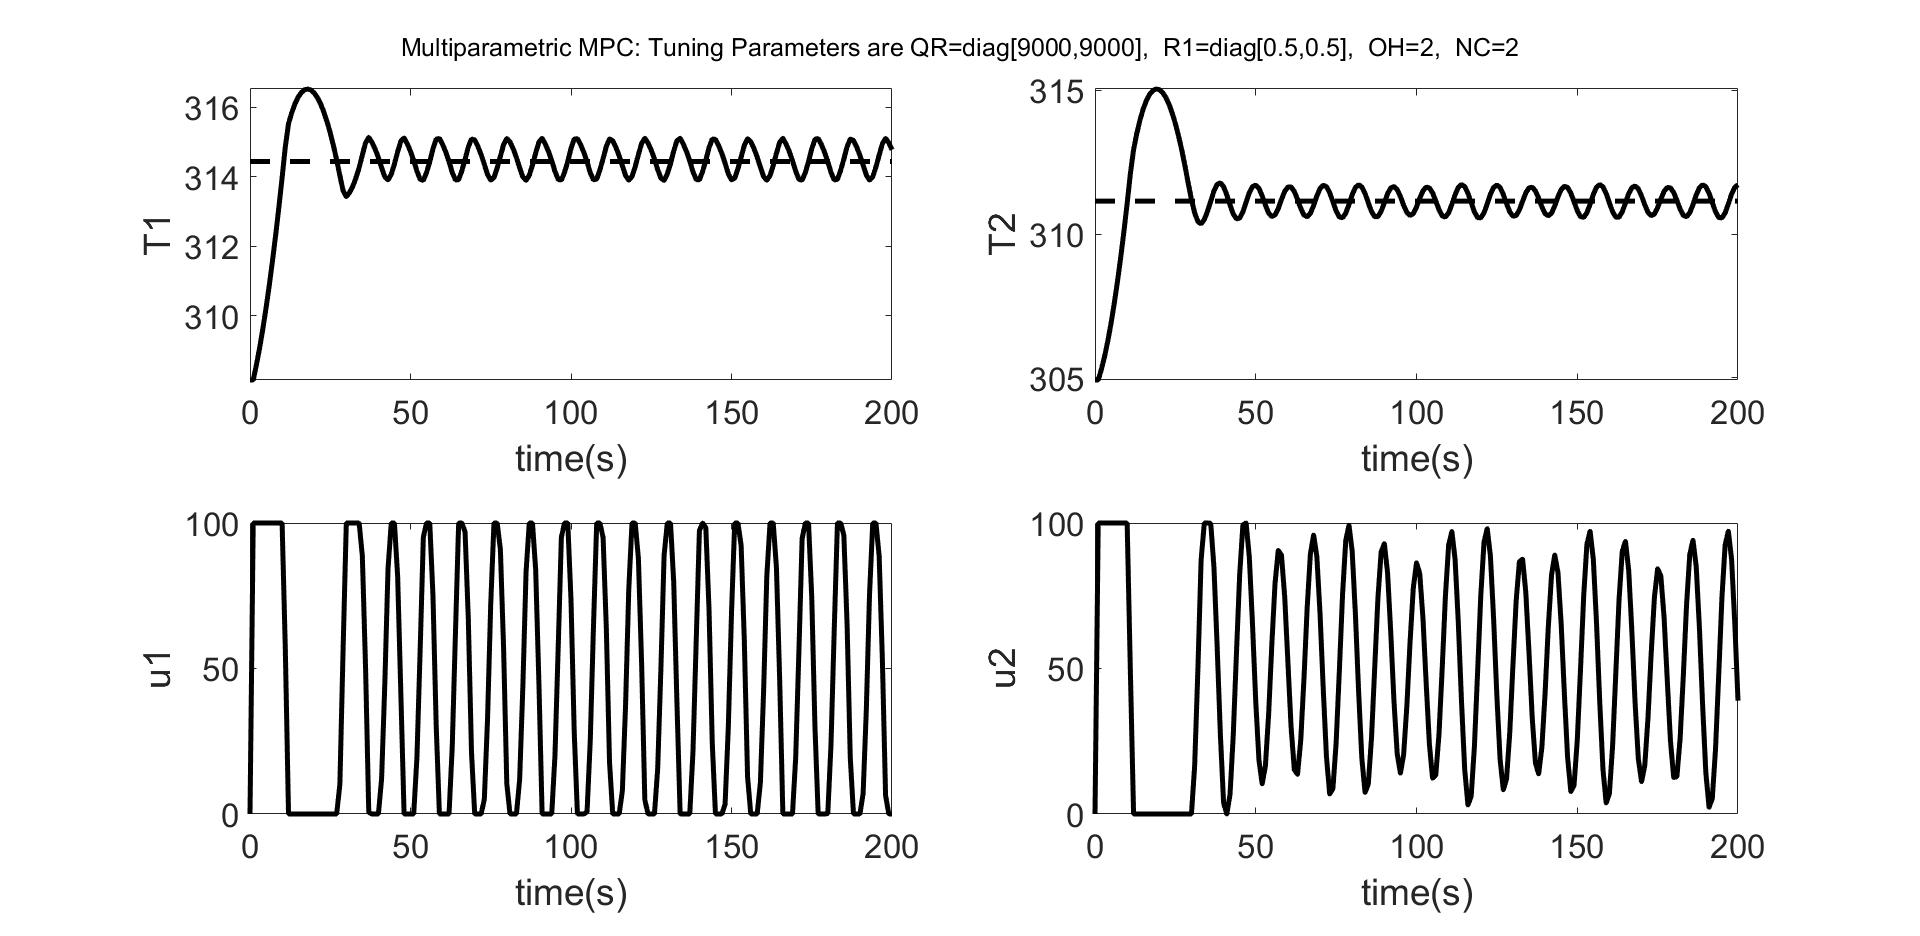 Multiparametric MPC: Tuning Parameters are QR=diag[9000,9000], R1=diag[0.5,0.5], OH=2, NC=2
316
314
312
310
T1
0 50 100 150 200
time(s)
315
310
305
T2
0 50 100 150 200
time(s)
100
50
0
u1
0 50 100 150 200
time(s)
100
50
0
u2
0 50 100 150 200
time(s)